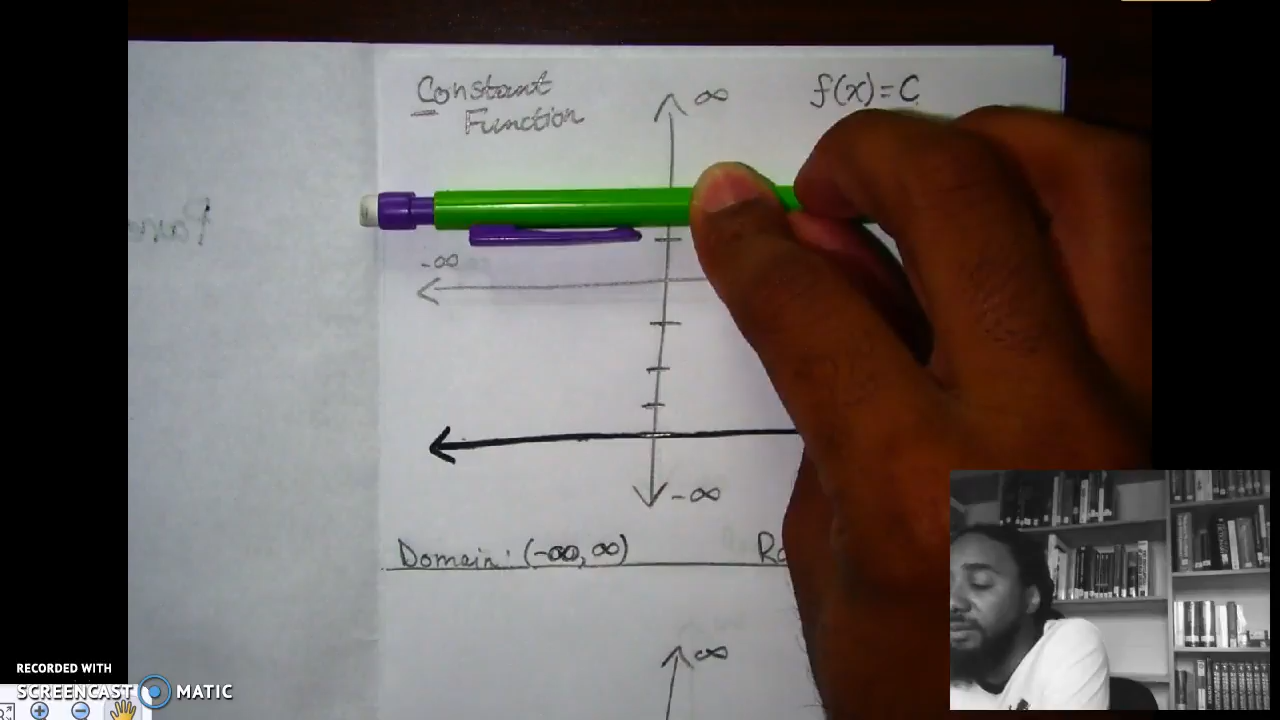 Constant
Function
∞
f(x)=C
-∞
-∞
Domain: (-∞,∞)
∞
RECORDED WITH
SCREENCAST MATIC